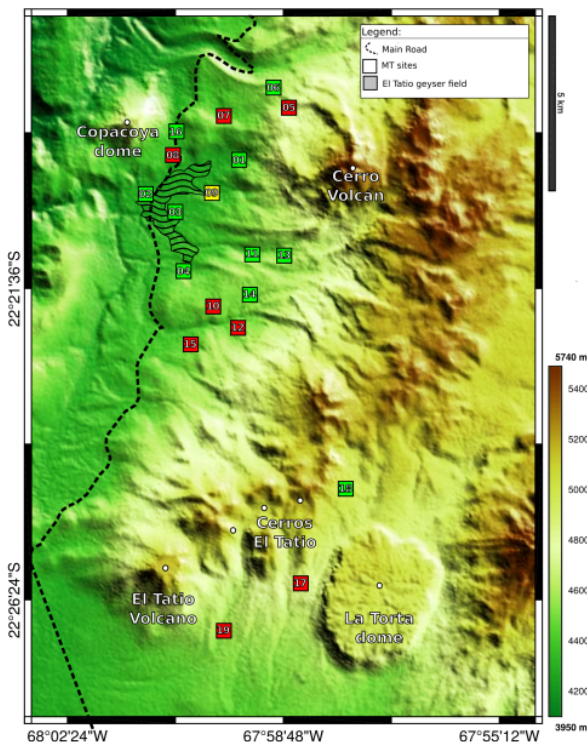 Legend:
Main Road
MT sites
El Tatio geyser field
5 km
06
05
07
16
Copacoya
dome
08
01
Cerro
Volcán
02
09
03
13
04
14
10
12
15
22°21'36"S
5740 m
5400
5200
5000
4800
4600
4400
4200
3950 m
18
Cerros
El Tatio
El Tatio
Volcano
17
La Torta
dome
19
22°26'24"S
68°02'24"W
67°58'48"W
67°55'12"W